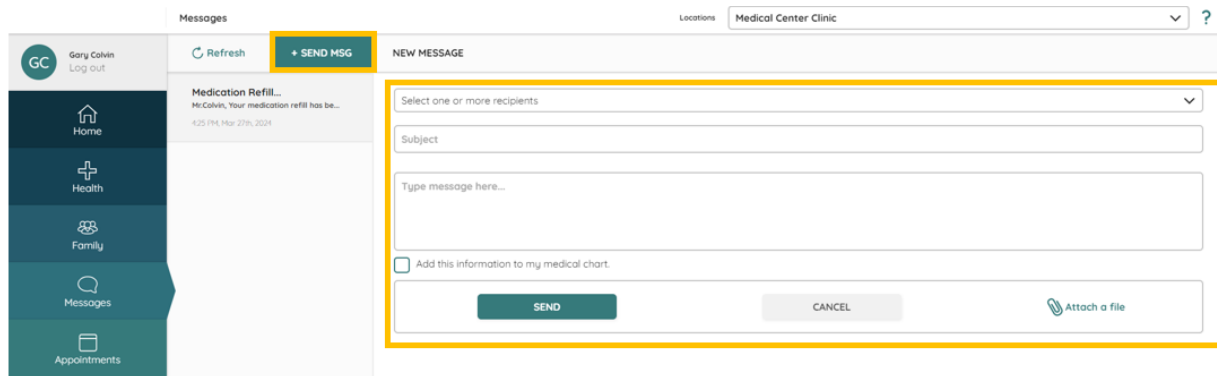 Messages
Locations
Medical Center Clinic
?
GC
Gary Colvin
Log out
Refresh
+ SEND MSG
NEW MESSAGE
Home
Health
Family
Messages
Appointments
Medication Refill...
Mr.Colvin, Your medication refill has be...
4:25 PM, Mar 27th, 2024
Select one or more recipients
Subject
Type message here...
Add this information to my medical chart.
SEND
CANCEL
Attach a file